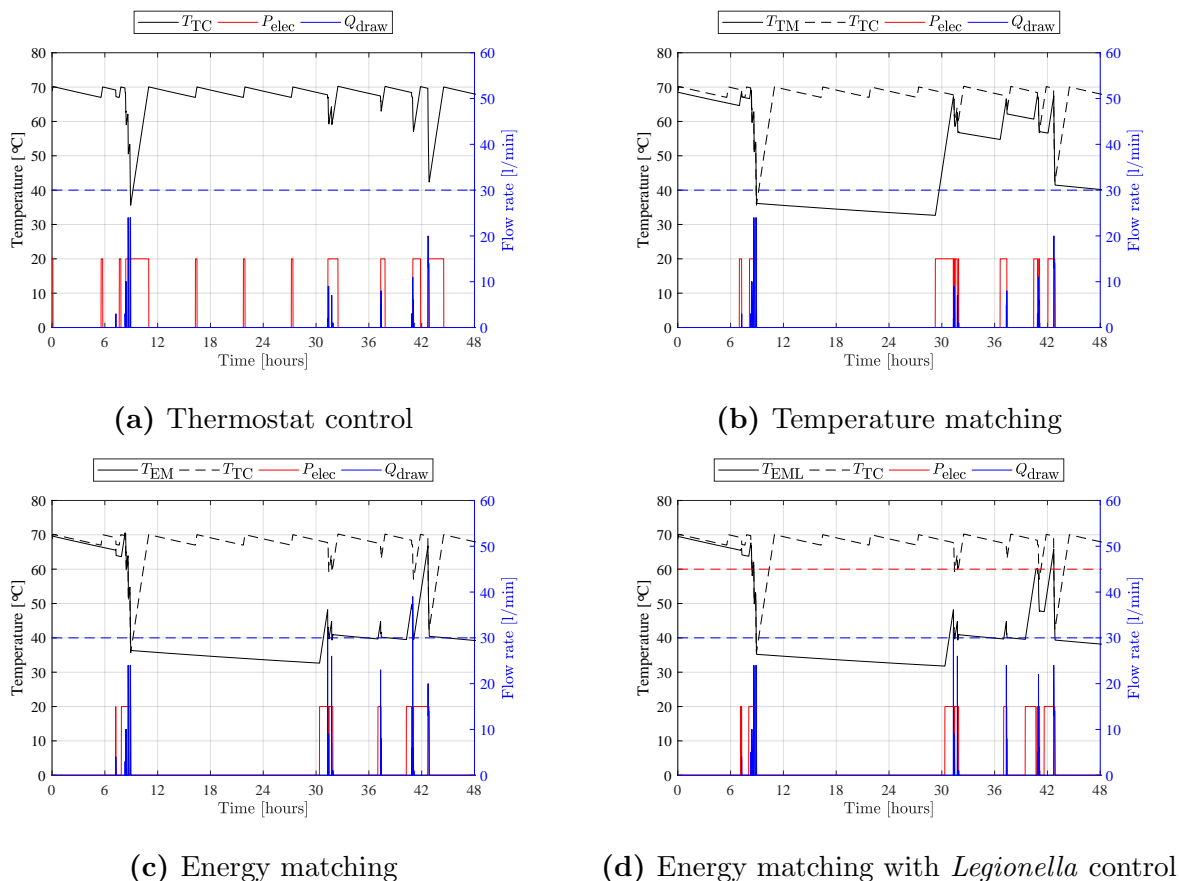 T_TC P_elec Q_draw
T_TM T_TC P_elec Q_draw
80 70 60 50 40 30 20 10 0
Temperature [°C]
60 50 40 30 20 10 0
Flow rate [l/min]
0 6 12 18 24 30 36 42 48
Time [hours]
80 70 60 50 40 30 20 10 0
Temperature [°C]
60 50 40 30 20 10 0
Flow rate [l/min]
0 6 12 18 24 30 36 42 48
Time [hours]
(a) Thermostat control
(b) Temperature matching
T_EM T_TC P_elec Q_draw
T_EML T_TC P_elec Q_draw
80 70 60 50 40 30 20 10 0
Temperature [°C]
60 50 40 30 20 10 0
Flow rate [l/min]
0 6 12 18 24 30 36 42 48
Time [hours]
80 70 60 50 40 30 20 10 0
Temperature [°C]
60 50 40 30 20 10 0
Flow rate [l/min]
0 6 12 18 24 30 36 42 48
Time [hours]
(c) Energy matching
(d) Energy matching with Legionella control